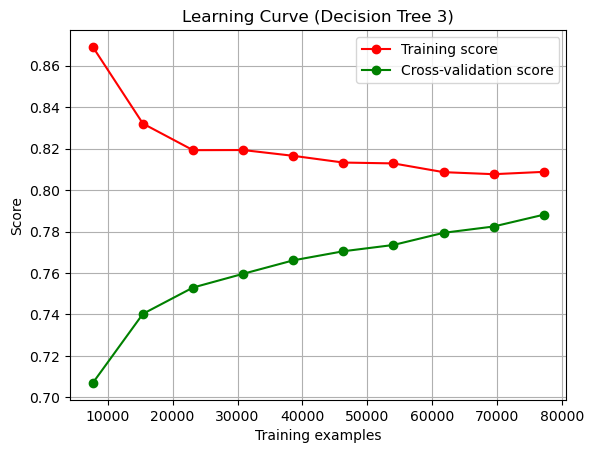 Learning Curve (Decision Tree 3)
Training score
Cross-validation score
0.86
0.84
0.82
0.80
0.78
0.76
0.74
0.72
0.70
Score
10000 20000 30000 40000 50000 60000 70000 80000
Training examples